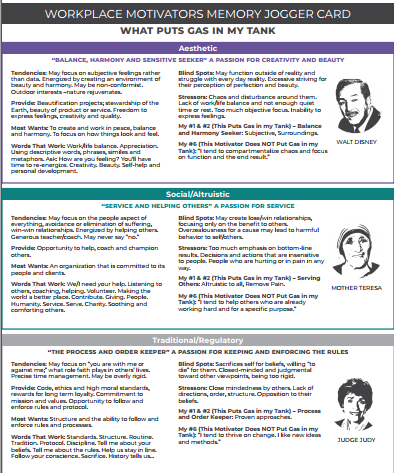 WORKPLACE MOTIVATORS MEMORY JOGGER CARD
WHAT PUTS GAS IN MY TANK
Aesthetic
"BALANCE, HARMONY AND SENSITIVE SEEKER" A PASSION FOR CREATIVITY AND BEAUTY
Tendencies: May focus on subjective feelings rather
than data. Energized by creating an environment of
beauty and harmony. May be non-conformist.
Outdoor interests –nature rejuvenates.
Provide: Beautification projects; stewardship of the
Earth, beauty of product or service. Freedom to
express feelings, creativity and quality.
Most Wants: To create and work in peace, balance
and harmony. To focus on how things look and feel.
Words That Work: Work/life balance. Appreciation.
Using descriptive words, phrases, similes and
metaphors. Ask: How are you feeling? You'll have
time to re-energize. Creativity. Beauty. Self-help and
personal development.
Blind Spots: May function outside of reality and
struggle with every day reality. Excessive striving for
their perception of perfection and beauty.
Stressors: Chaos and disturbance around them.
Lack of work/life balance and not enough quiet
time or rest. Too much objective focus. Inability to
express feelings.
My #1 & #2 (This Puts Gas in my Tank) – Balance
and Harmony Seeker: Subjective, Surroundings.
My #6 (This Motivator Does NOT Put Gas in my
Tank): "I tend to compartmentalize chaos and focus
on function and the end result."
WALT DISNEY
Social/Altruistic
"SERVICE AND HELPING OTHERS" A PASSION FOR SERVICE
Tendencies: May focus on the people aspect of
everything, avoidance or elimination of suffering,
win-win relationships. Energized by helping others.
Generous teacher/coach. May never say "no."
Provide: Opportunity to help, coach and champion
others.
Most Wants: An organization that is committed to its
people and clients.
Words That Work: We/I need your help. Listening to
others, coaching, helping. Volunteer. Making the
world a better place. Contribute. Giving. People.
Humanity. Service. Serve. Charity. Soothing and
comforting others.
Blind Spots: May create lose/win relationships,
focusing only on the benefit to others.
Overzealousness for a cause may lead to harmful
behavior to self/others.
Stressors: Too much emphasis on bottom-line
results. Decisions and actions that are insensitive
to people. People who are hurting or in pain in any
way.
My #1 & #2 (This Puts Gas in my Tank) – Serving
Others: Altruistic to all, Remove Pain.
My #6 (This Motivator Does NOT Put Gas in my
Tank): "I tend to help others who are already
working hard and for a specific purpose."
MOTHER TERESA
Traditional/Regulatory
"THE PROCESS AND ORDER KEEPER" A PASSION FOR KEEPING AND ENFORCING THE RULES
Tendencies: May focus on "you are with me or
against me;" what role faith plays in others' lives.
Precise time management. May be overly rigid.
Provide: Code, ethics and high moral standards,
rewards for long term loyalty. Commitment to
mission and values. Opportunity to follow and
enforce rules and protocol.
Most Wants: Structure and the ability to follow and
enforce rules and processes.
Words That Work: Standards. Structure. Routine.
Tradition. Protocol. Discipline. Tell me about your
beliefs. Tell me about the rules. Help us stay in line.
Follow your conscience. Sacrifice. History tells us...
Blind Spots: Sacrifices self for beliefs, willing "to
die" for them. Closed-minded and judgmental
toward other viewpoints, being too rigid.
Stressors: Close mindedness by others. Lack of
directions, order, structure. Opposition to their
beliefs.
My #1 & #2 (This Puts Gas in my Tank) – Process
and Order Keeper: Proven approaches.
My #6 (This Motivator Does NOT Put Gas in my
Tank): "I tend to thrive on change. I like new ideas
and methods."
JUDGE JUDY